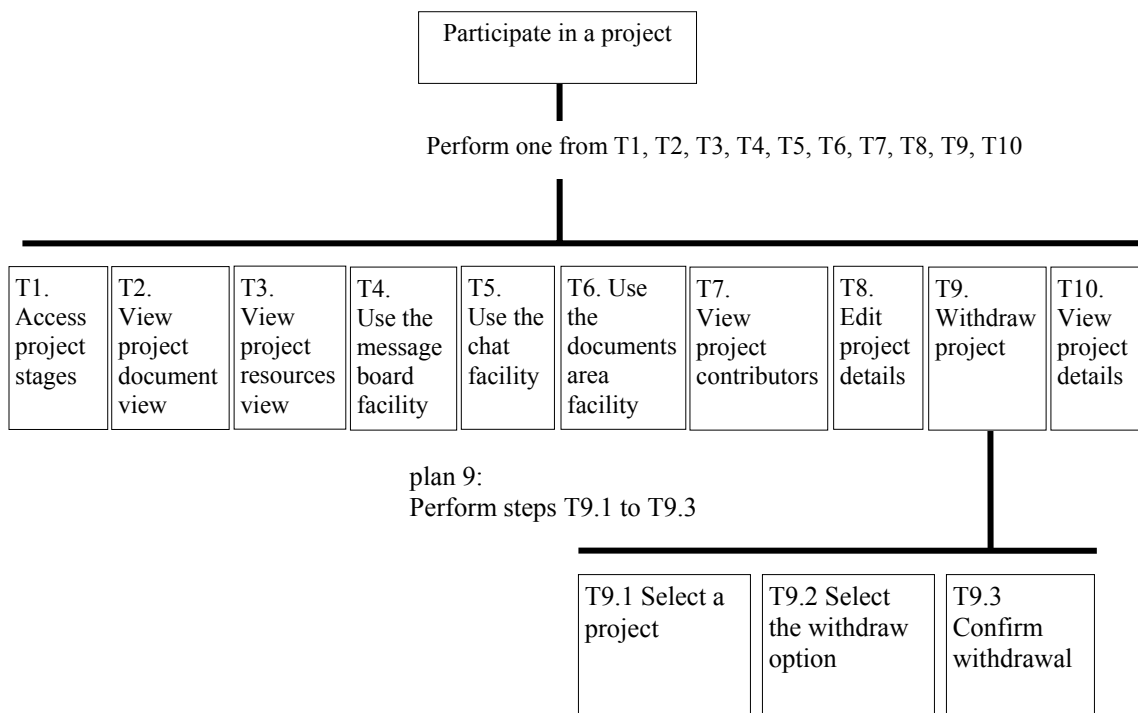 Participate in a project
Perform one from T1, T2, T3, T4, T5, T6, T7, T8, T9, T10
T1.
Access
project
stages
T2.
View
project
document
view
T3.
View
project
resources
view
T4.
Use the
message
board
facility
T5.
Use the
chat
facility
T6. Use
the
documents
area
facility
T7.
View
project
contributors
T8.
Edit
project
details
T9.
Withdraw
project
T10.
View
project
details
plan 9:
Perform steps T9.1 to T9.3
T9.1 Select a
project
T9.2 Select
the withdraw
option
T9.3
Confirm
withdrawal